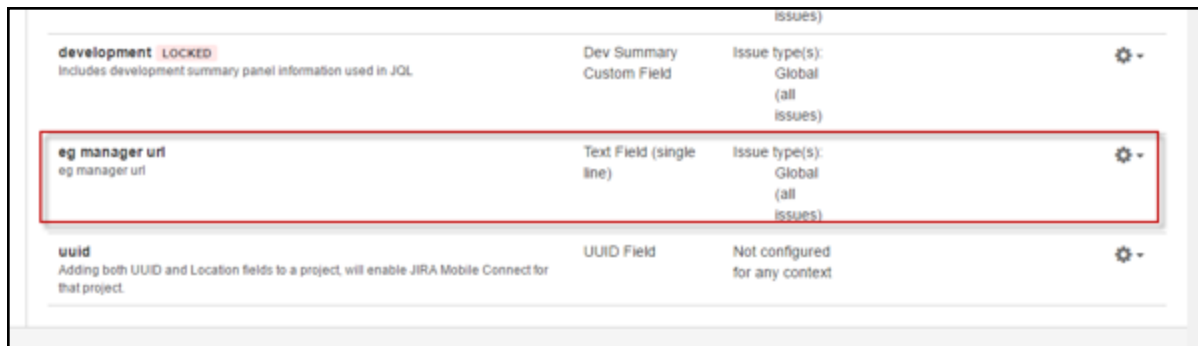 issues)
development LOCKED
Includes development summary panel information used in JQL
Dev Summary
Custom Field
Issue type(s):
Global
(all
issues)
eg manager url
eg manager url
Text Field (single
line)
Issue type(s):
Global
(all
issues)
uuid
Adding both UUID and Location fields to a project, will enable JIRA Mobile Connect for
that project.
UUID Field
Not configured
for any context